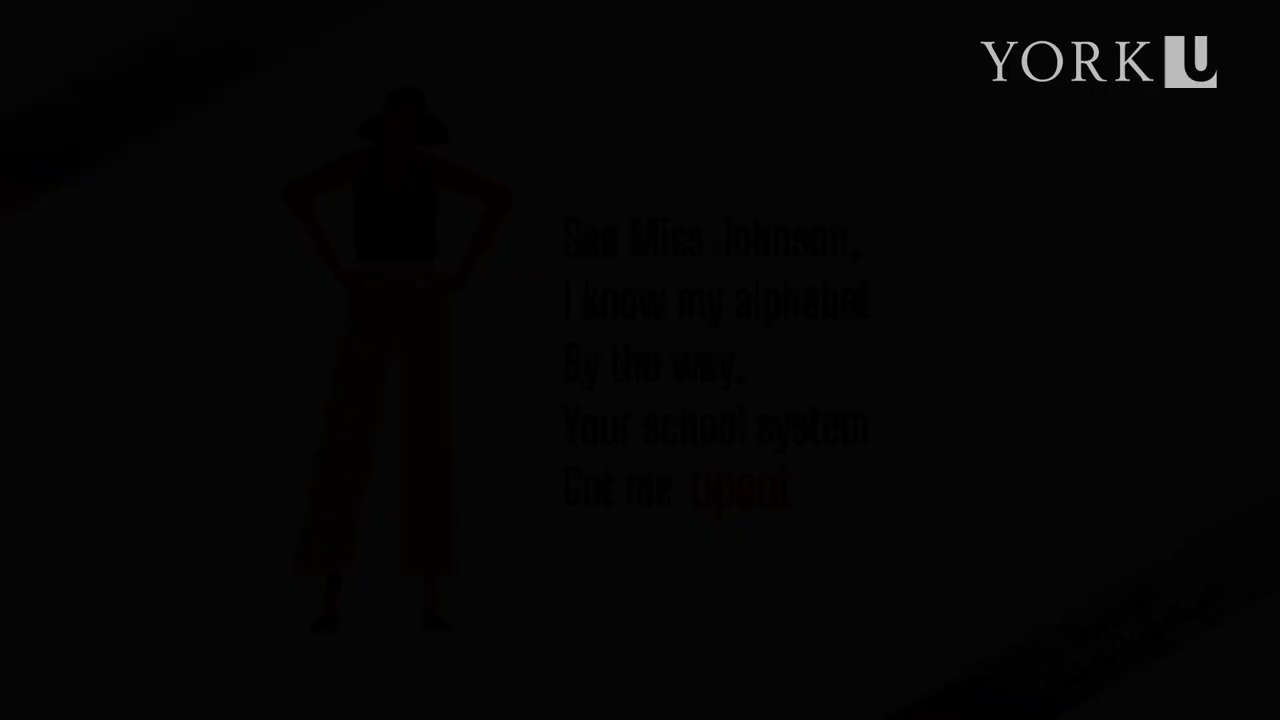 YORK U
See Miss Johnson,
I know my alphabet
By the way,
Your school system
Got me upset